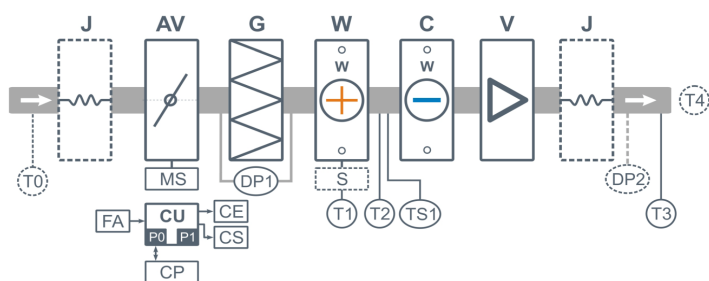 J AV G W C V J
w w
T0 MS DP1 S T1 T2 TS1 DP2 T3 T4
FA CU CE
P0 P1 CS
CP